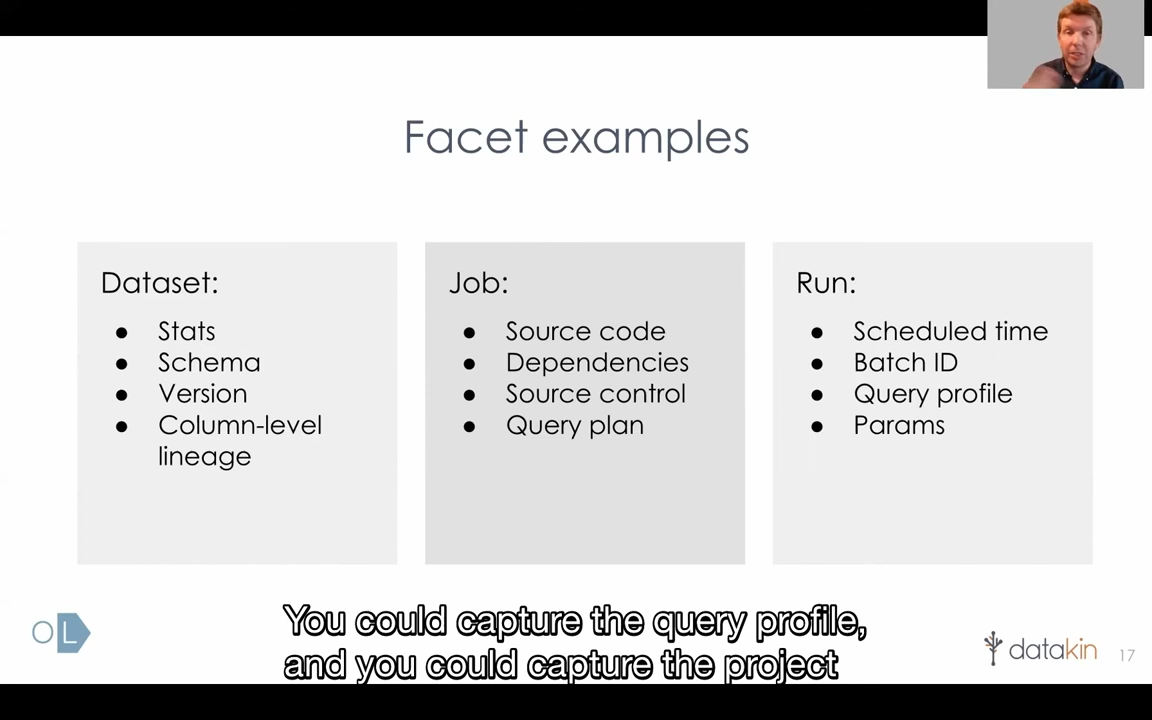 Facet examples
Dataset:
● Stats
● Schema
● Version
● Column-level
lineage
Job:
● Source code
● Dependencies
● Source control
● Query plan
Run:
● Scheduled time
● Batch ID
● Query profile
● Params
You could capture the query profile,
and you could capture the project
OL
datakin
17